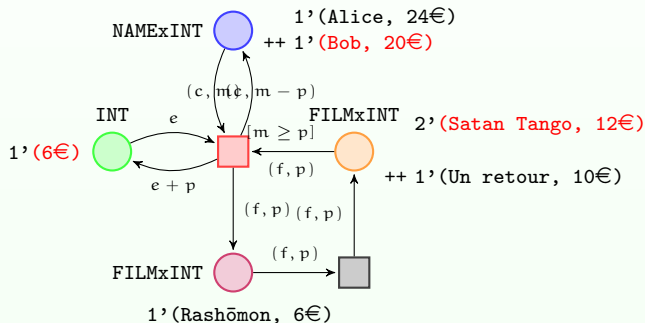 1'(Alice, 24€)
NAMExINT
++ 1'(Bob, 20€)
(c, m)
(c, m − p)
INT
e
FILMxINT
2'(Satan Tango, 12€)
[m ≥ p]
1'(6€)
(f, p)
++ 1'(Un retour, 10€)
e + p
(f, p)
(f, p)
(f, p)
FILMxINT
1'(Rashōmon, 6€)